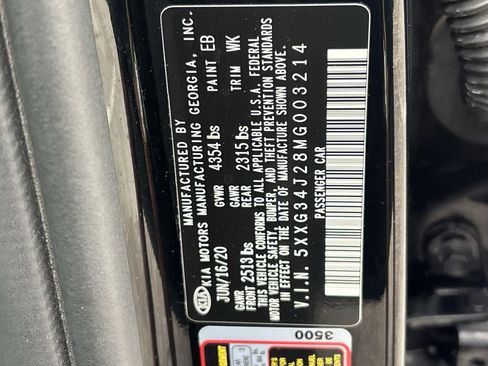 MANUFACTURED BY
KIA KIA MOTORS MANUFACTURING GEORGIA, INC.
JUN/16/20 PAINT EB
GVWR 4354 lbs TRIM WK
GAWR FRONT 2513 lbs GAWR REAR 2315 lbs
THIS VEHICLE CONFORMS TO ALL APPLICABLE U.S.A. FEDERAL
MOTOR VEHICLE SAFETY, BUMPER, AND THEFT PREVENTION STANDARDS
IN EFFECT ON THE DATE OF MANUFACTURE SHOWN ABOVE.
V.I.N. 5XXG34J28MG003214
PASSENGER CAR
3500